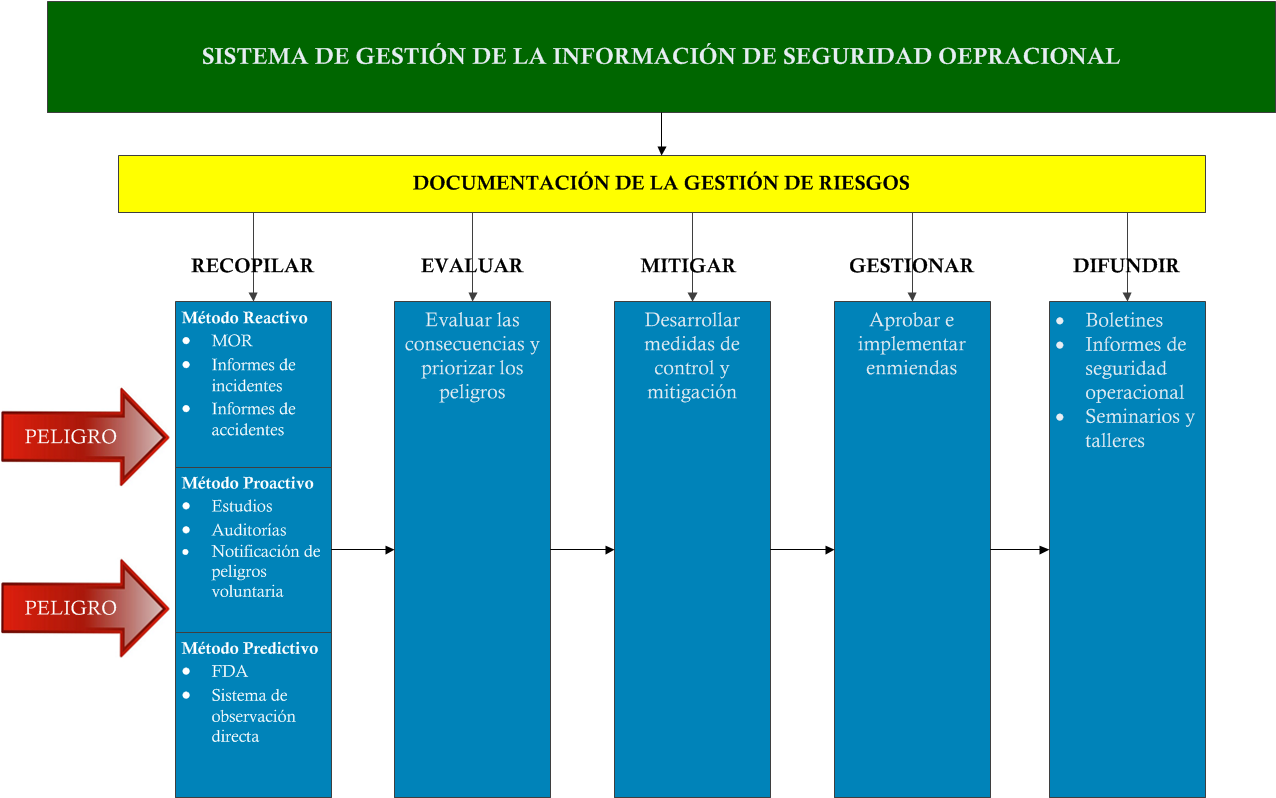 SISTEMA DE GESTIÓN DE LA INFORMACIÓN DE SEGURIDAD OEPRACIONAL
DOCUMENTACIÓN DE LA GESTIÓN DE RIESGOS
RECOPILAR
EVALUAR
MITIGAR
GESTIONAR
DIFUNDIR
PELIGRO
PELIGRO
Método Reactivo
• MOR
• Informes de
incidentes
• Informes de
accidentes
Método Proactivo
• Estudios
• Auditorías
• Notificación de
peligros
voluntaria
Método Predictivo
• FDA
• Sistema de
observación
directa
Evaluar las
consecuencias y
priorizar los
peligros
Desarrollar
medidas de
control y
mitigación
Aprobar e
implementar
enmiendas
• Boletines
• Informes de
seguridad
operacional
• Seminarios y
talleres